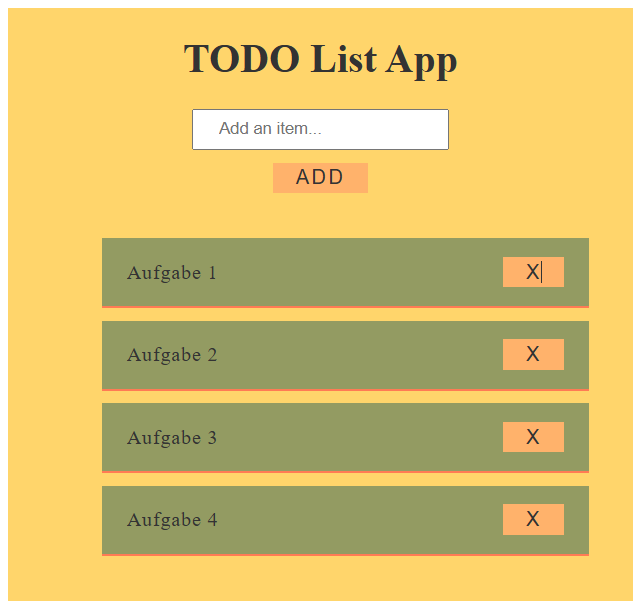 TODO List App
Add an item...
ADD
Aufgabe 1 X
Aufgabe 2 X
Aufgabe 3 X
Aufgabe 4 X